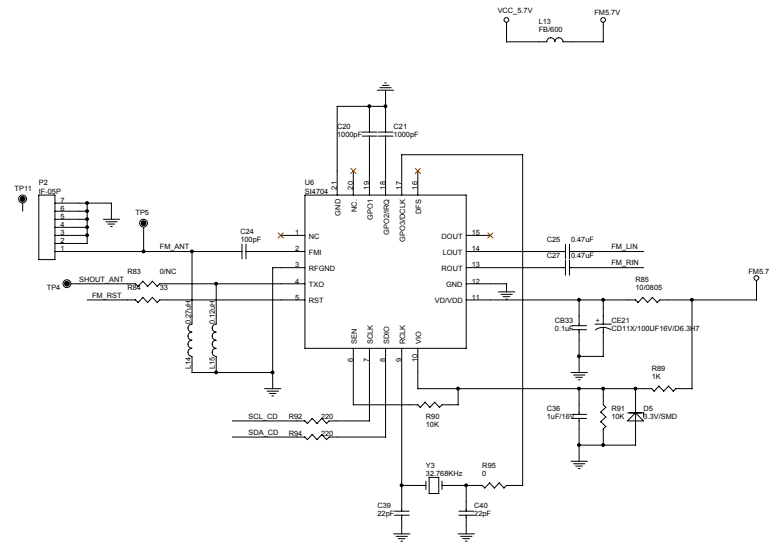 VCC_5.7V
L13
FM5.7V
FB/600
C20
1000pF
C21
1000pF
P2
IF-05P
TP11
7
6
5
4
3
2
1
TP5
FM_ANT
C24
100pF
U6
SI4704
21
20
19
18
17
16
GND
NC.
GPO1
GPO2/IRQ
GPO3/DCLK
DFS
1
NC
2
FMI
3
RFGND
4
TXO
5
RST
DOUT
15
LOUT
14
ROUT
13
GND
12
VD/VDD
11
SEN
SCLK
SDIO
RCLK
VIO
6
7
8
9
10
C25
0.47uF
FM_LIN
C27
0.47uF
FM_RIN
R83
0/NC
SHOUT_ANT
TP4
FM_RST
R84
33
0.27uH
L14
0.12uH
L15
R85
10/0805
FM5.7
CB33
0.1uF
+
CE21
CD11X/100UF16V/D6.3H7
R89
1K
R90
10K
C36
1uF/16V
R91
10K
D5
3.3V/SMD
SCL_CD
R92
220
SDA_CD
R94
220
Y3
32.768KHz
R95
0
C39
22pF
C40
22pF